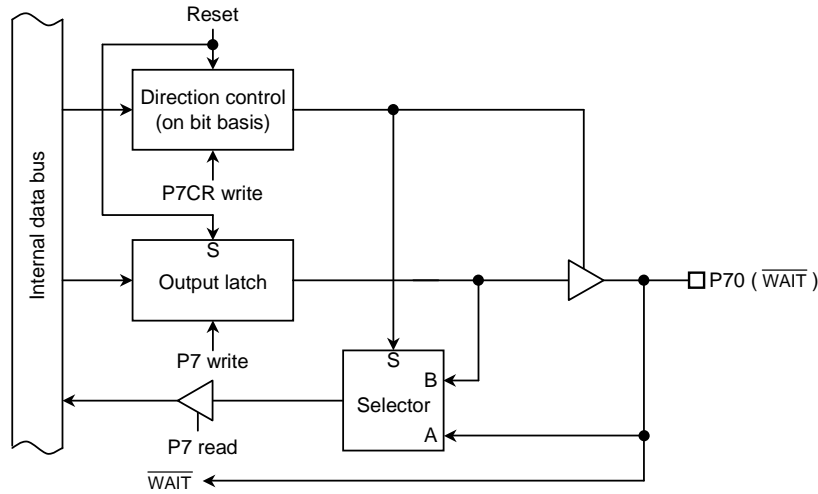 Reset
Direction control
(on bit basis)
P7CR write
Internal data bus
S
Output latch
P7 write
P70 ( WAIT )
S
B
Selector
A
P7 read
WAIT